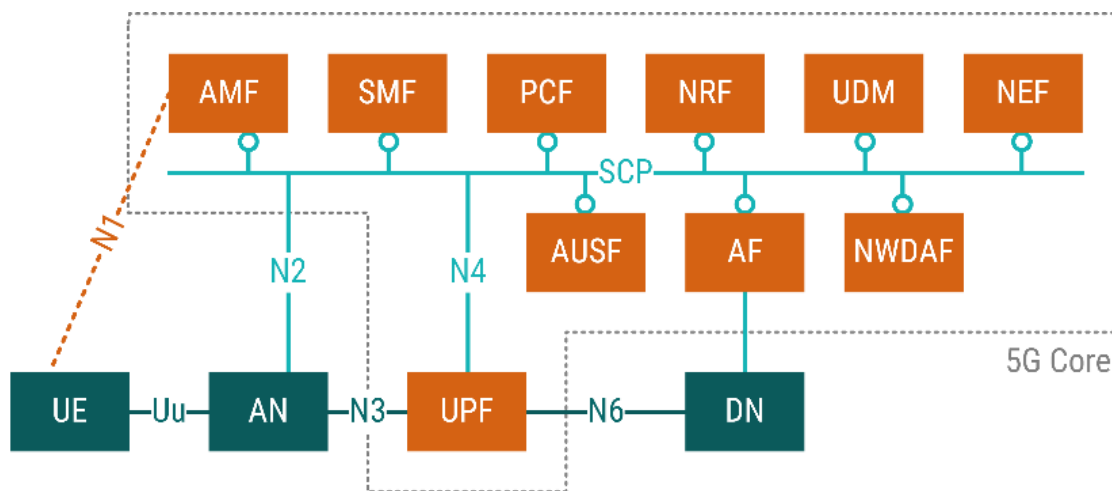 AMF SMF PCF NRF UDM NEF
SCP
N1
AUSF AF NWDAF
N2 N4
5G Core
UE Uu AN N3 UPF N6 DN